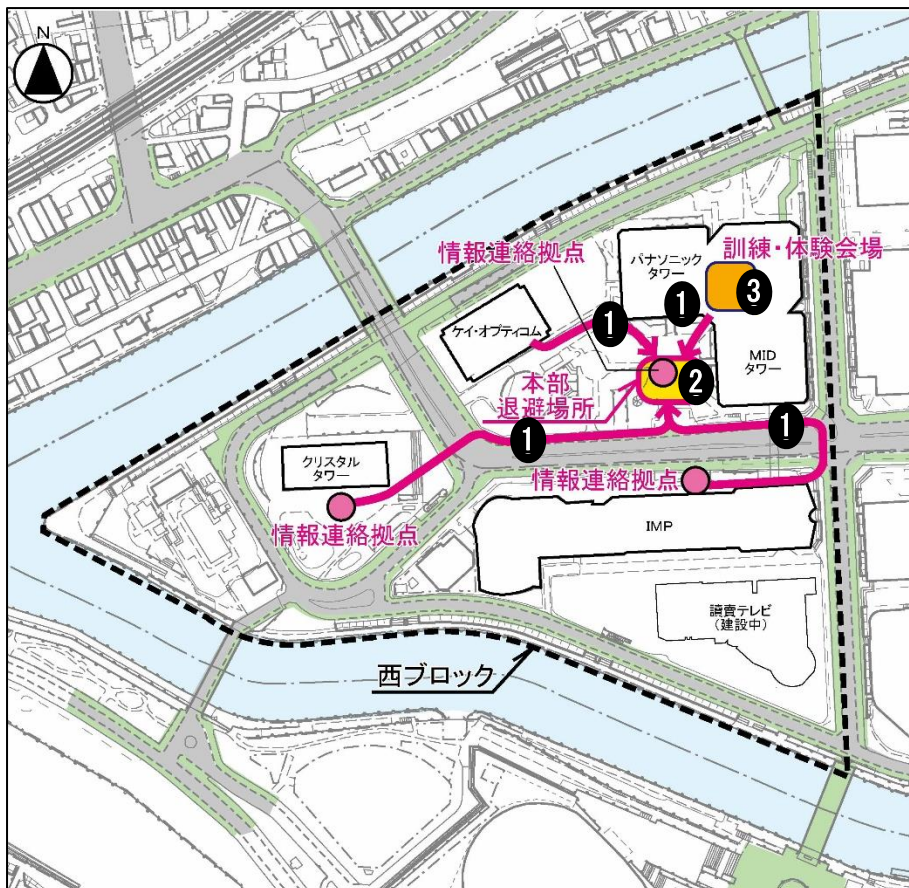 N
訓練・体験会場
情報連絡拠点
パナソニック
タワー
3
1
1
ケイ・オプティコム
MID
タワー
2
本部
退避場所
1
1
クリスタル
タワー
情報連絡拠点
情報連絡拠点
IMP
讀賣テレビ
(建設中)
西ブロック